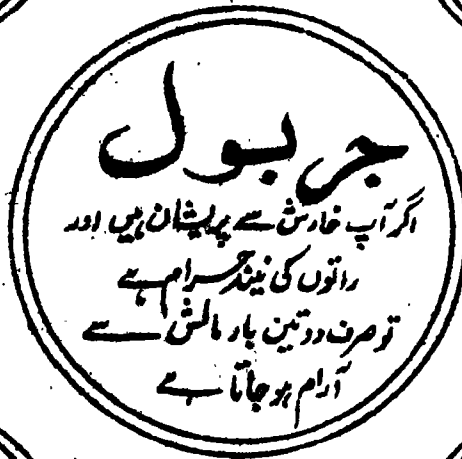 جربول
اگر آپ خارش سے پریشان ہیں اور
راتوں کی نیند حرام ہے
تو صرف دو تین بار مالش سے
آرام ہو جاتا ہے